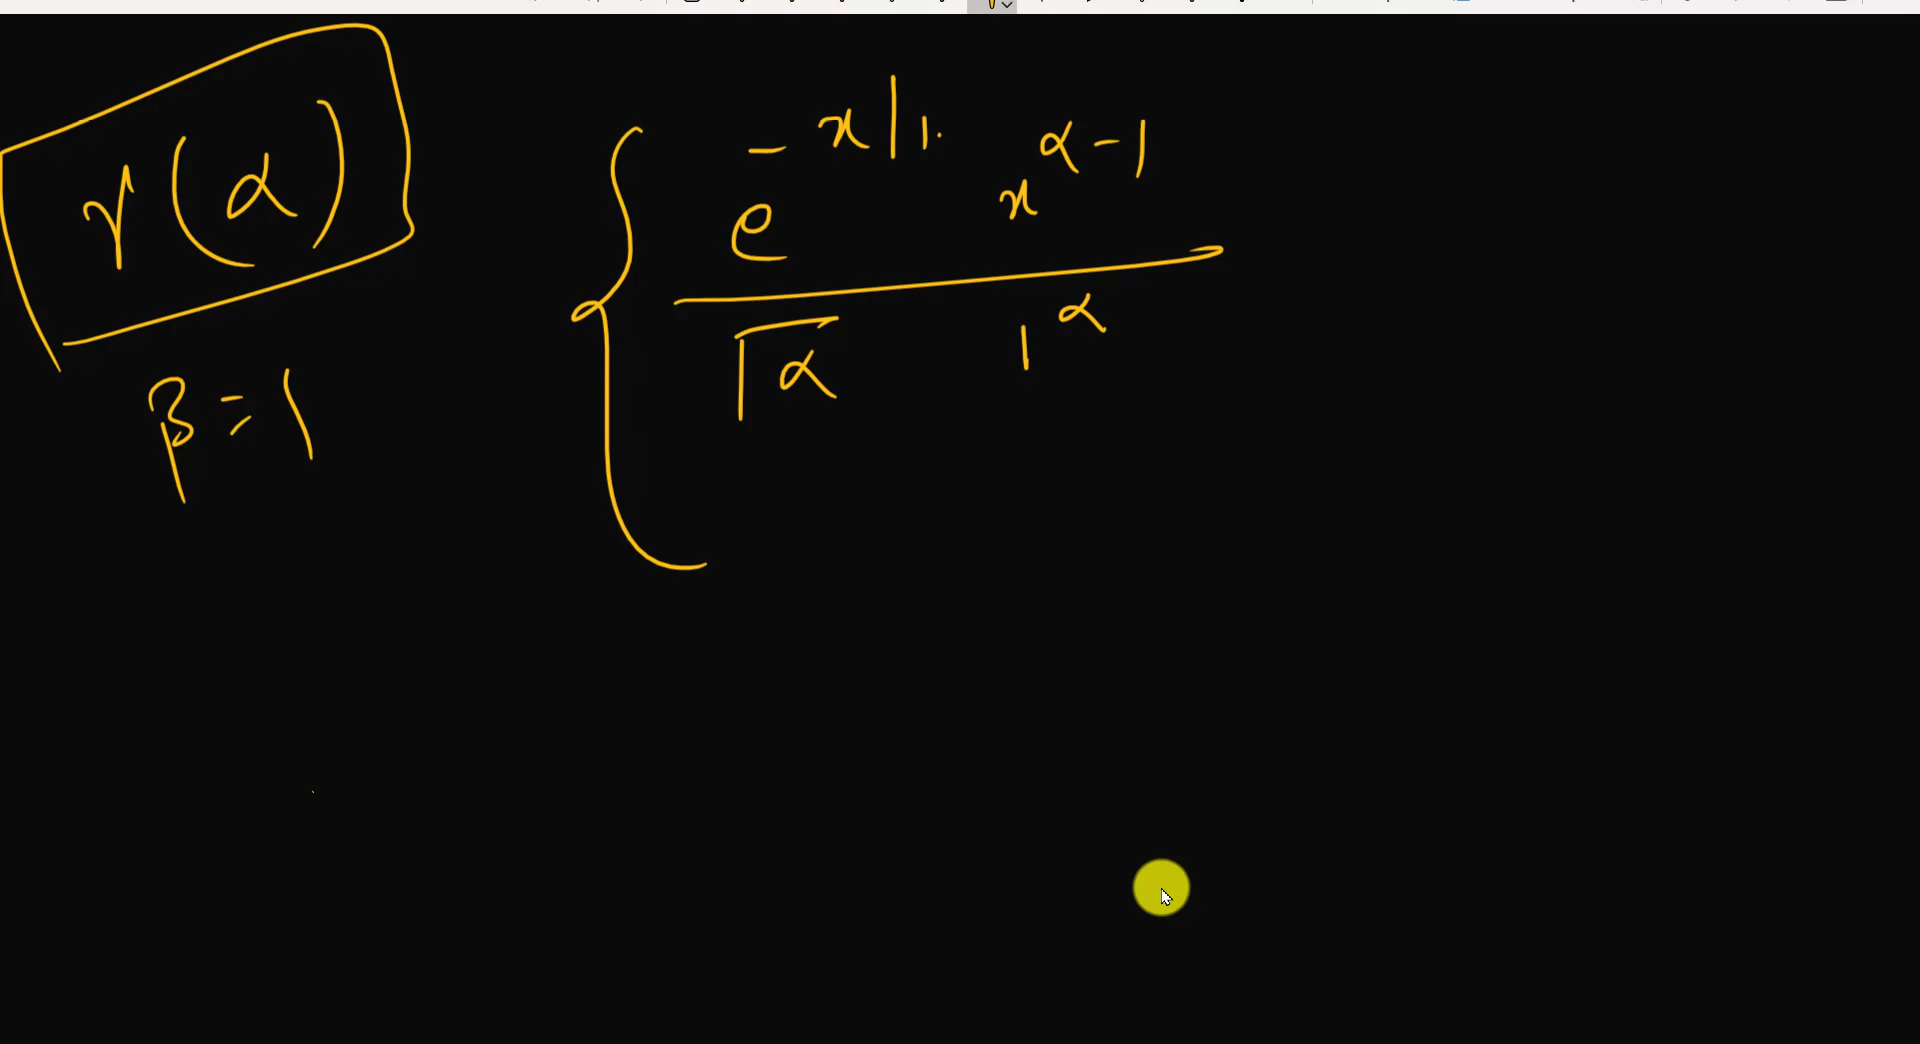 γ(α)
β = 1
{ e^{-x/1} x^{α-1} / Γα 1^α